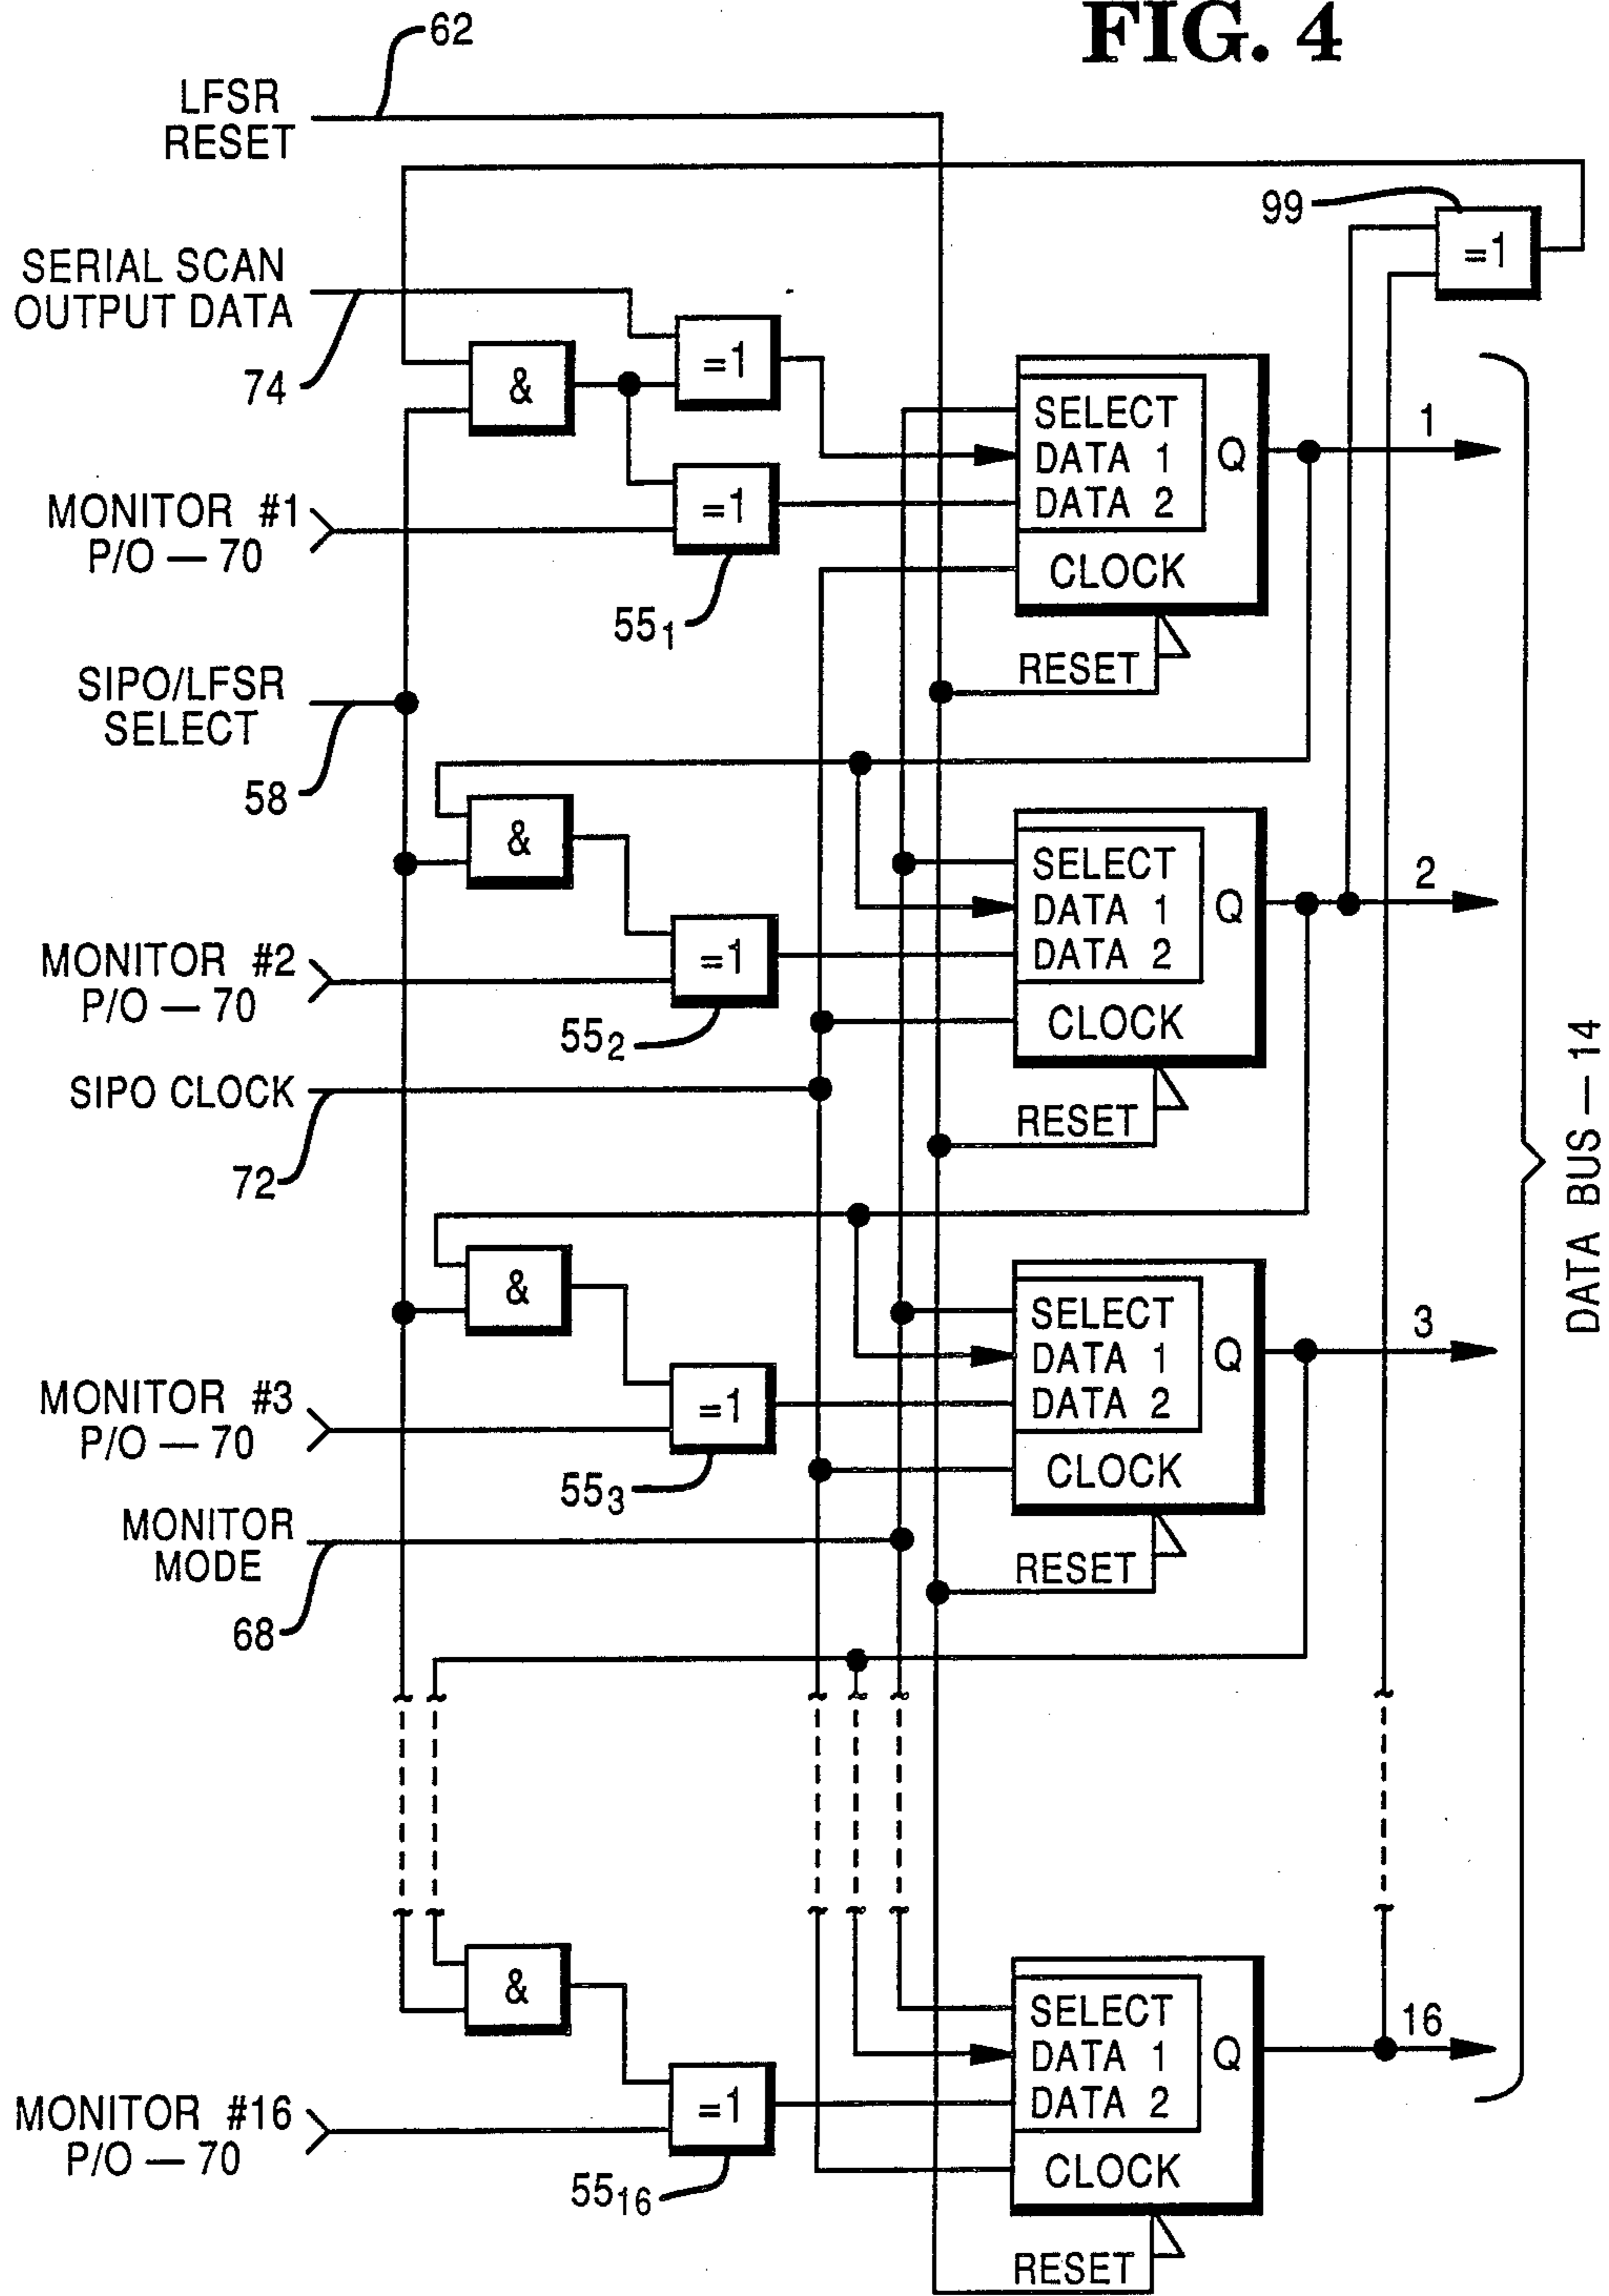 FIG. 4
62
LFSR
RESET
99
=1
SERIAL SCAN
OUTPUT DATA
74
&
=1
SELECT
DATA 1
DATA 2
Q
1
CLOCK
MONITOR #1
P/O — 70
=1
55₁
RESET
SIPO/LFSR
SELECT
58
&
SELECT
DATA 1
DATA 2
Q
2
CLOCK
MONITOR #2
P/O — 70
=1
55₂
SIPO CLOCK
72
RESET
DATA BUS — 14
&
SELECT
DATA 1
DATA 2
Q
3
CLOCK
MONITOR #3
P/O — 70
=1
55₃
MONITOR
MODE
68
RESET
&
SELECT
DATA 1
DATA 2
Q
16
CLOCK
MONITOR #16
P/O — 70
=1
55₁₆
RESET